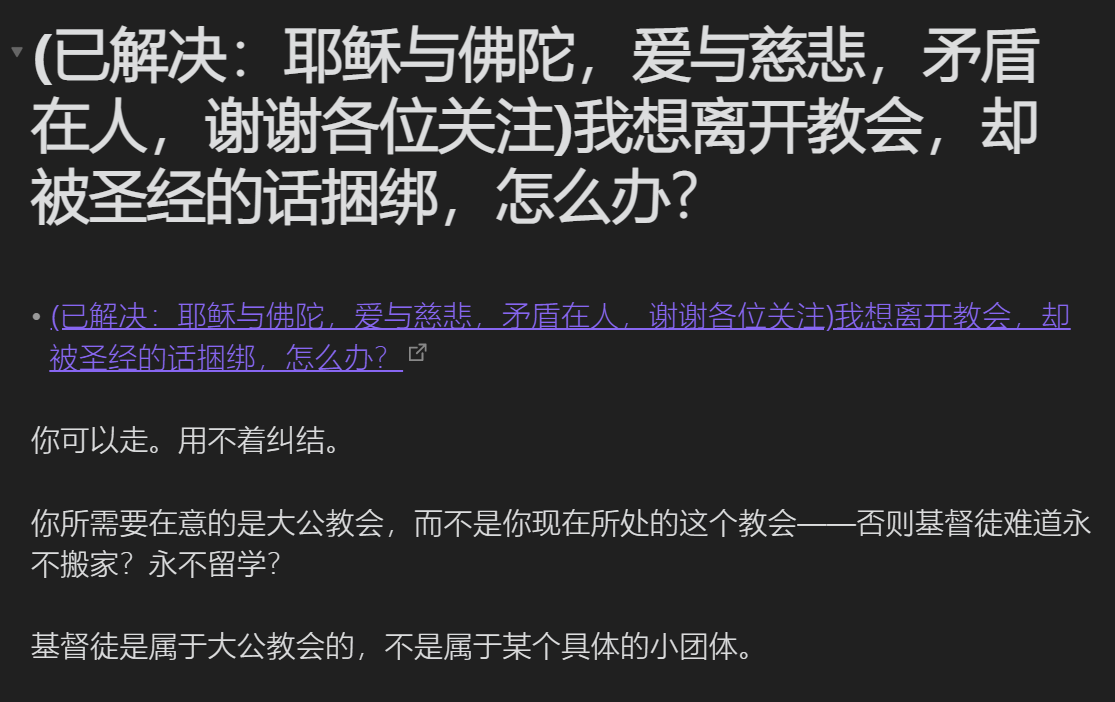 (已解决：耶稣与佛陀，爱与慈悲，矛盾
在人，谢谢各位关注)我想离开教会，却
被圣经的话捆绑，怎么办?
• (已解决：耶稣与佛陀，爱与慈悲，矛盾在人，谢谢各位关注)我想离开教会，却
被圣经的话捆绑，怎么办？
你可以走。用不着纠结。
你所需要在意的是大公教会，而不是你现在所处的这个教会——否则基督徒难道永
不搬家？永不留学？
基督徒是属于大公教会的，不是属于某个具体的小团体。